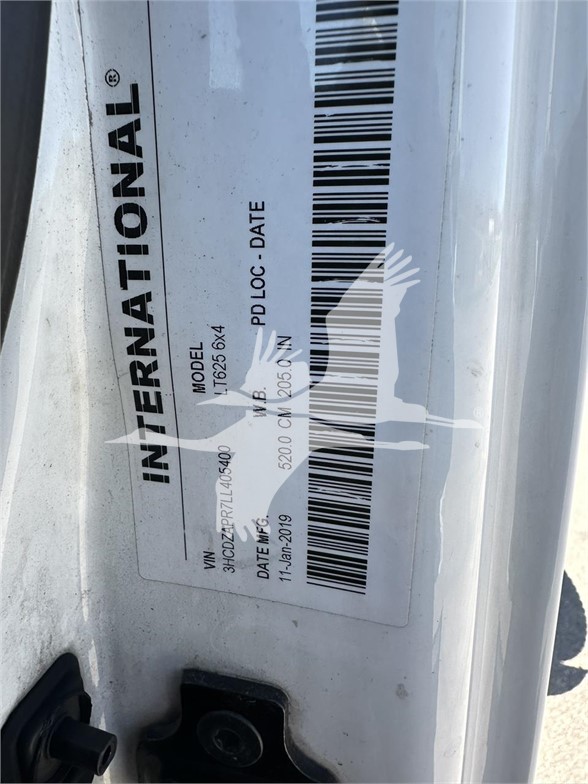 INTERNATIONAL®
VIN MODEL
LT625 6x4
DATE MFG. W.B. PD LOC - DATE
11-Jan-2019 520.0 CM 205.0 IN